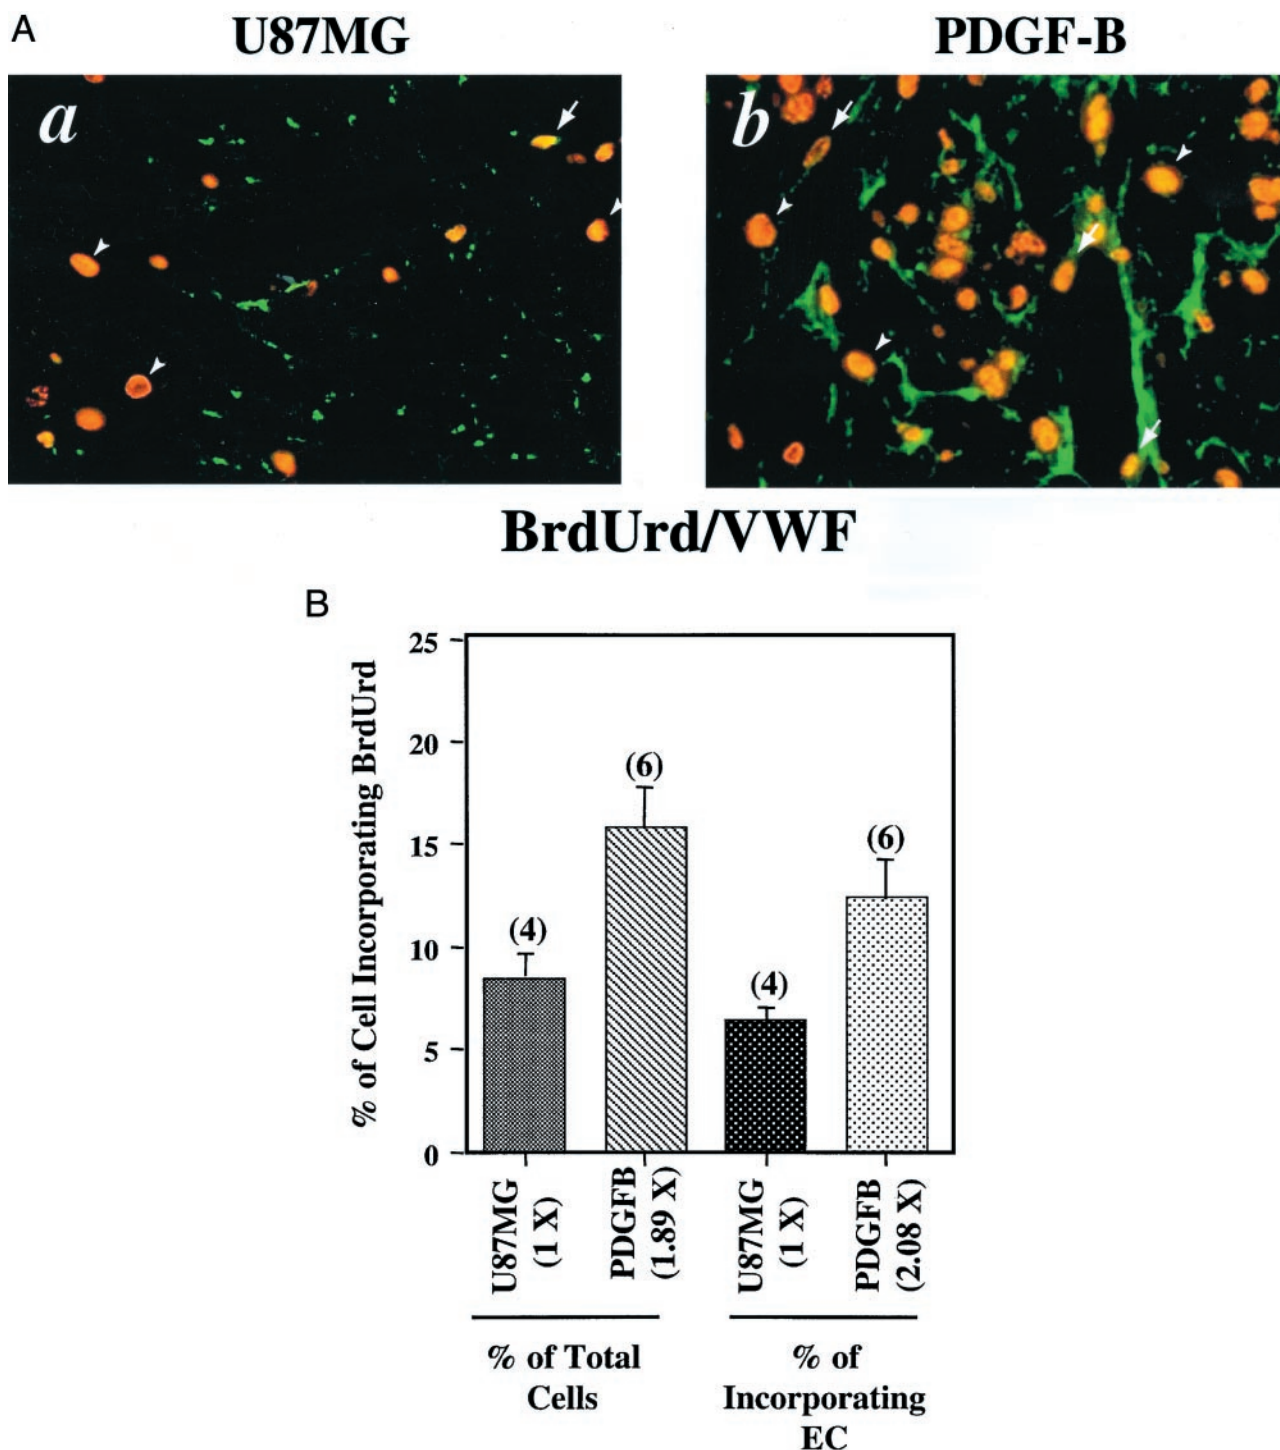 A
U87MG
PDGF-B
a
b
BrdUrd/VWF
B
% of Cell Incorporating BrdUrd
25
20
15
10
5
0
(4)
(6)
(4)
(6)
U87MG
(1 X)
PDGFB
(1.89 X)
U87MG
(1 X)
PDGFB
(2.08 X)
% of Total
Cells
% of
Incorporating
EC